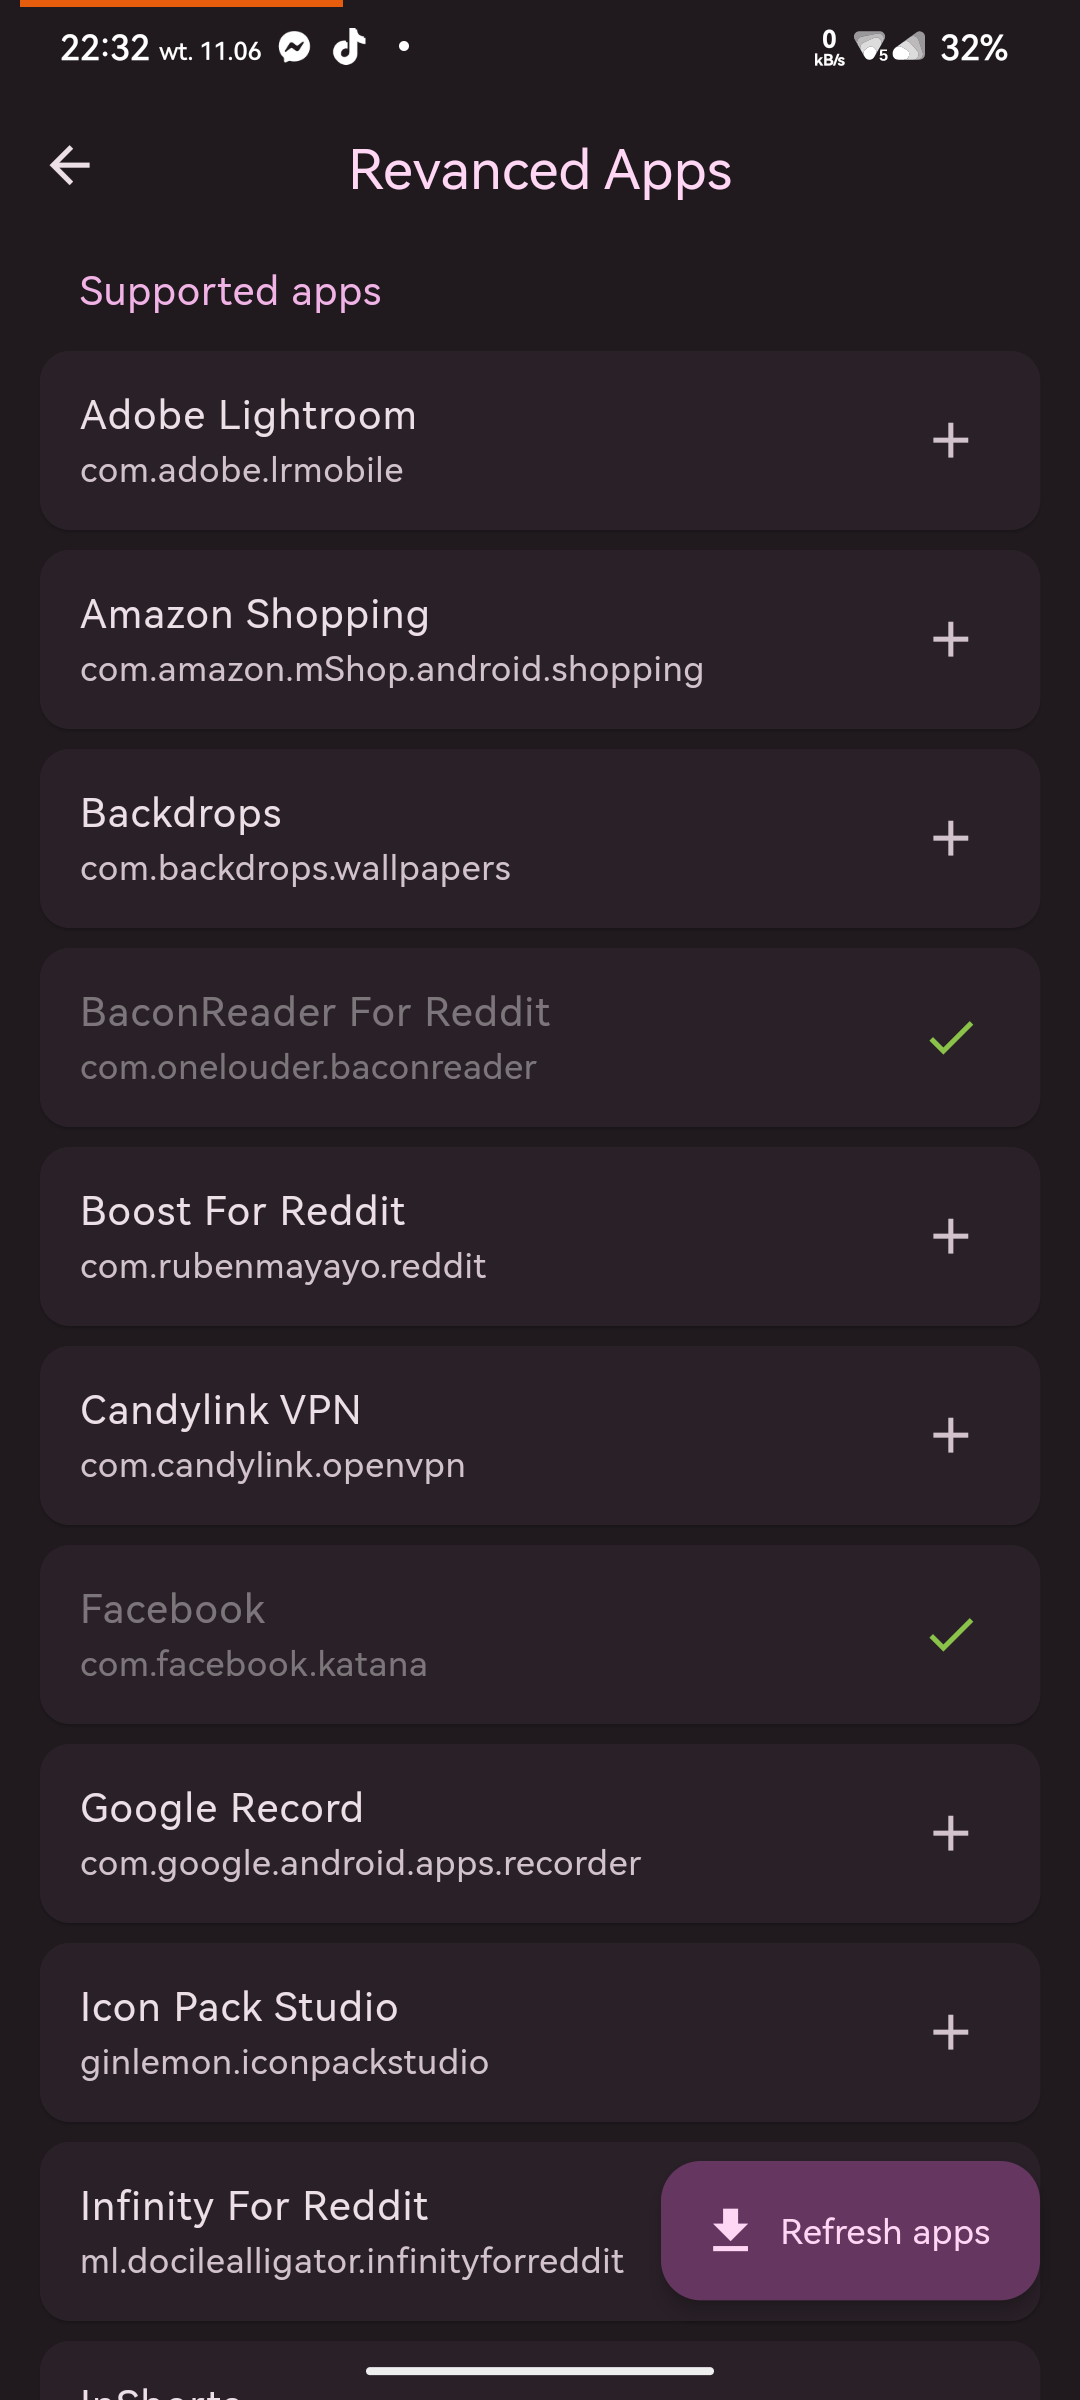 22:32 wt. 11.06
0 kB/s 5 32%
Revanced Apps
Supported apps
Adobe Lightroom
com.adobe.lrmobile
Amazon Shopping
com.amazon.mShop.android.shopping
Backdrops
com.backdrops.wallpapers
BaconReader For Reddit
com.onelouder.baconreader
Boost For Reddit
com.rubenmayayo.reddit
Candylink VPN
com.candylink.openvpn
Facebook
com.facebook.katana
Google Record
com.google.android.apps.recorder
Icon Pack Studio
ginlemon.iconpackstudio
Infinity For Reddit
ml.docilealligator.infinityforreddit
Refresh apps
InShorts